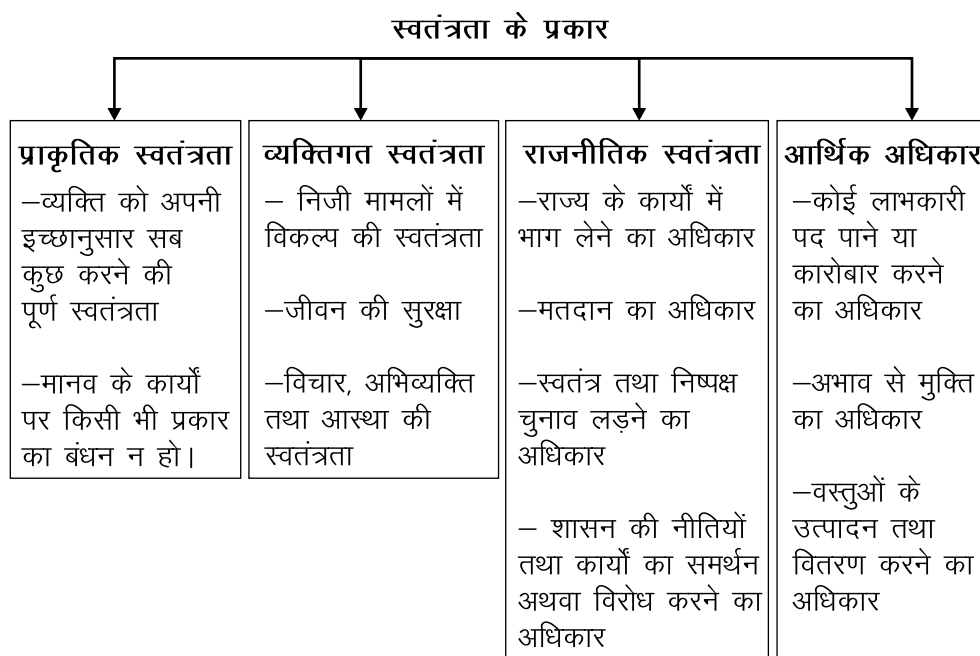 स्वतंत्रता के प्रकार
प्राकृतिक स्वतंत्रता
–व्यक्ति को अपनी
इच्छानुसार सब
कुछ करने की
पूर्ण स्वतंत्रता
–मानव के कार्यों
पर किसी भी प्रकार
का बंधन न हो।
व्यक्तिगत स्वतंत्रता
– निजी मामलों में
विकल्प की स्वतंत्रता
–जीवन की सुरक्षा
–विचार, अभिव्यक्ति
तथा आस्था की
स्वतंत्रता
राजनीतिक स्वतंत्रता
–राज्य के कार्यों में
भाग लेने का अधिकार
–मतदान का अधिकार
–स्वतंत्र तथा निष्पक्ष
चुनाव लड़ने का
अधिकार
– शासन की नीतियों
तथा कार्यों का समर्थन
अथवा विरोध करने का
अधिकार
आर्थिक अधिकार
–कोई लाभकारी
पद पाने या
कारोबार करने
का अधिकार
–अभाव से मुक्ति
का अधिकार
–वस्तुओं के
उत्पादन तथा
वितरण करने का
अधिकार